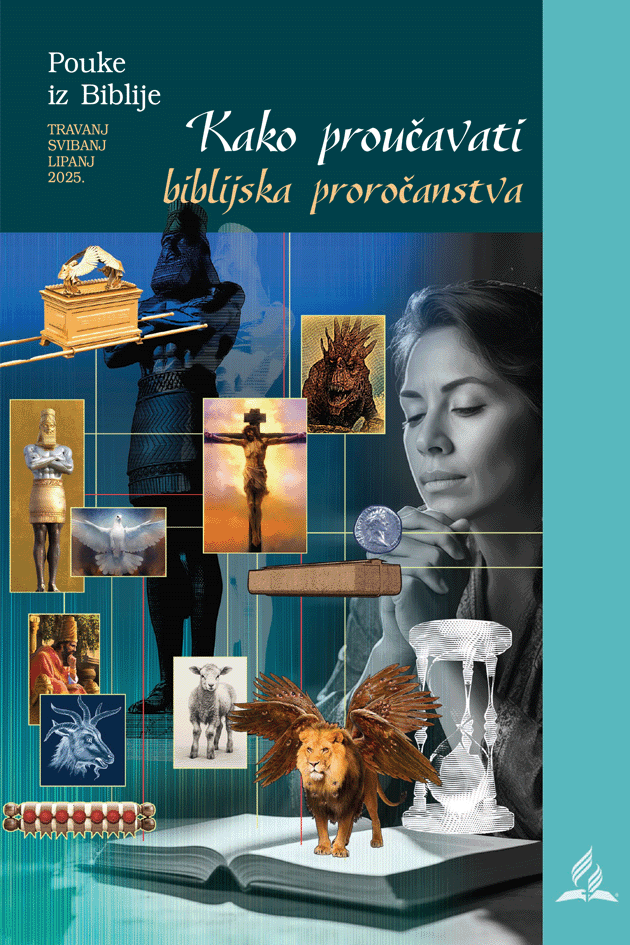 Pouke
iz Biblije
TRAVANJ
SVIBANJ
LIPANJ
2025.
Kako proučavati
biblijska proročanstva